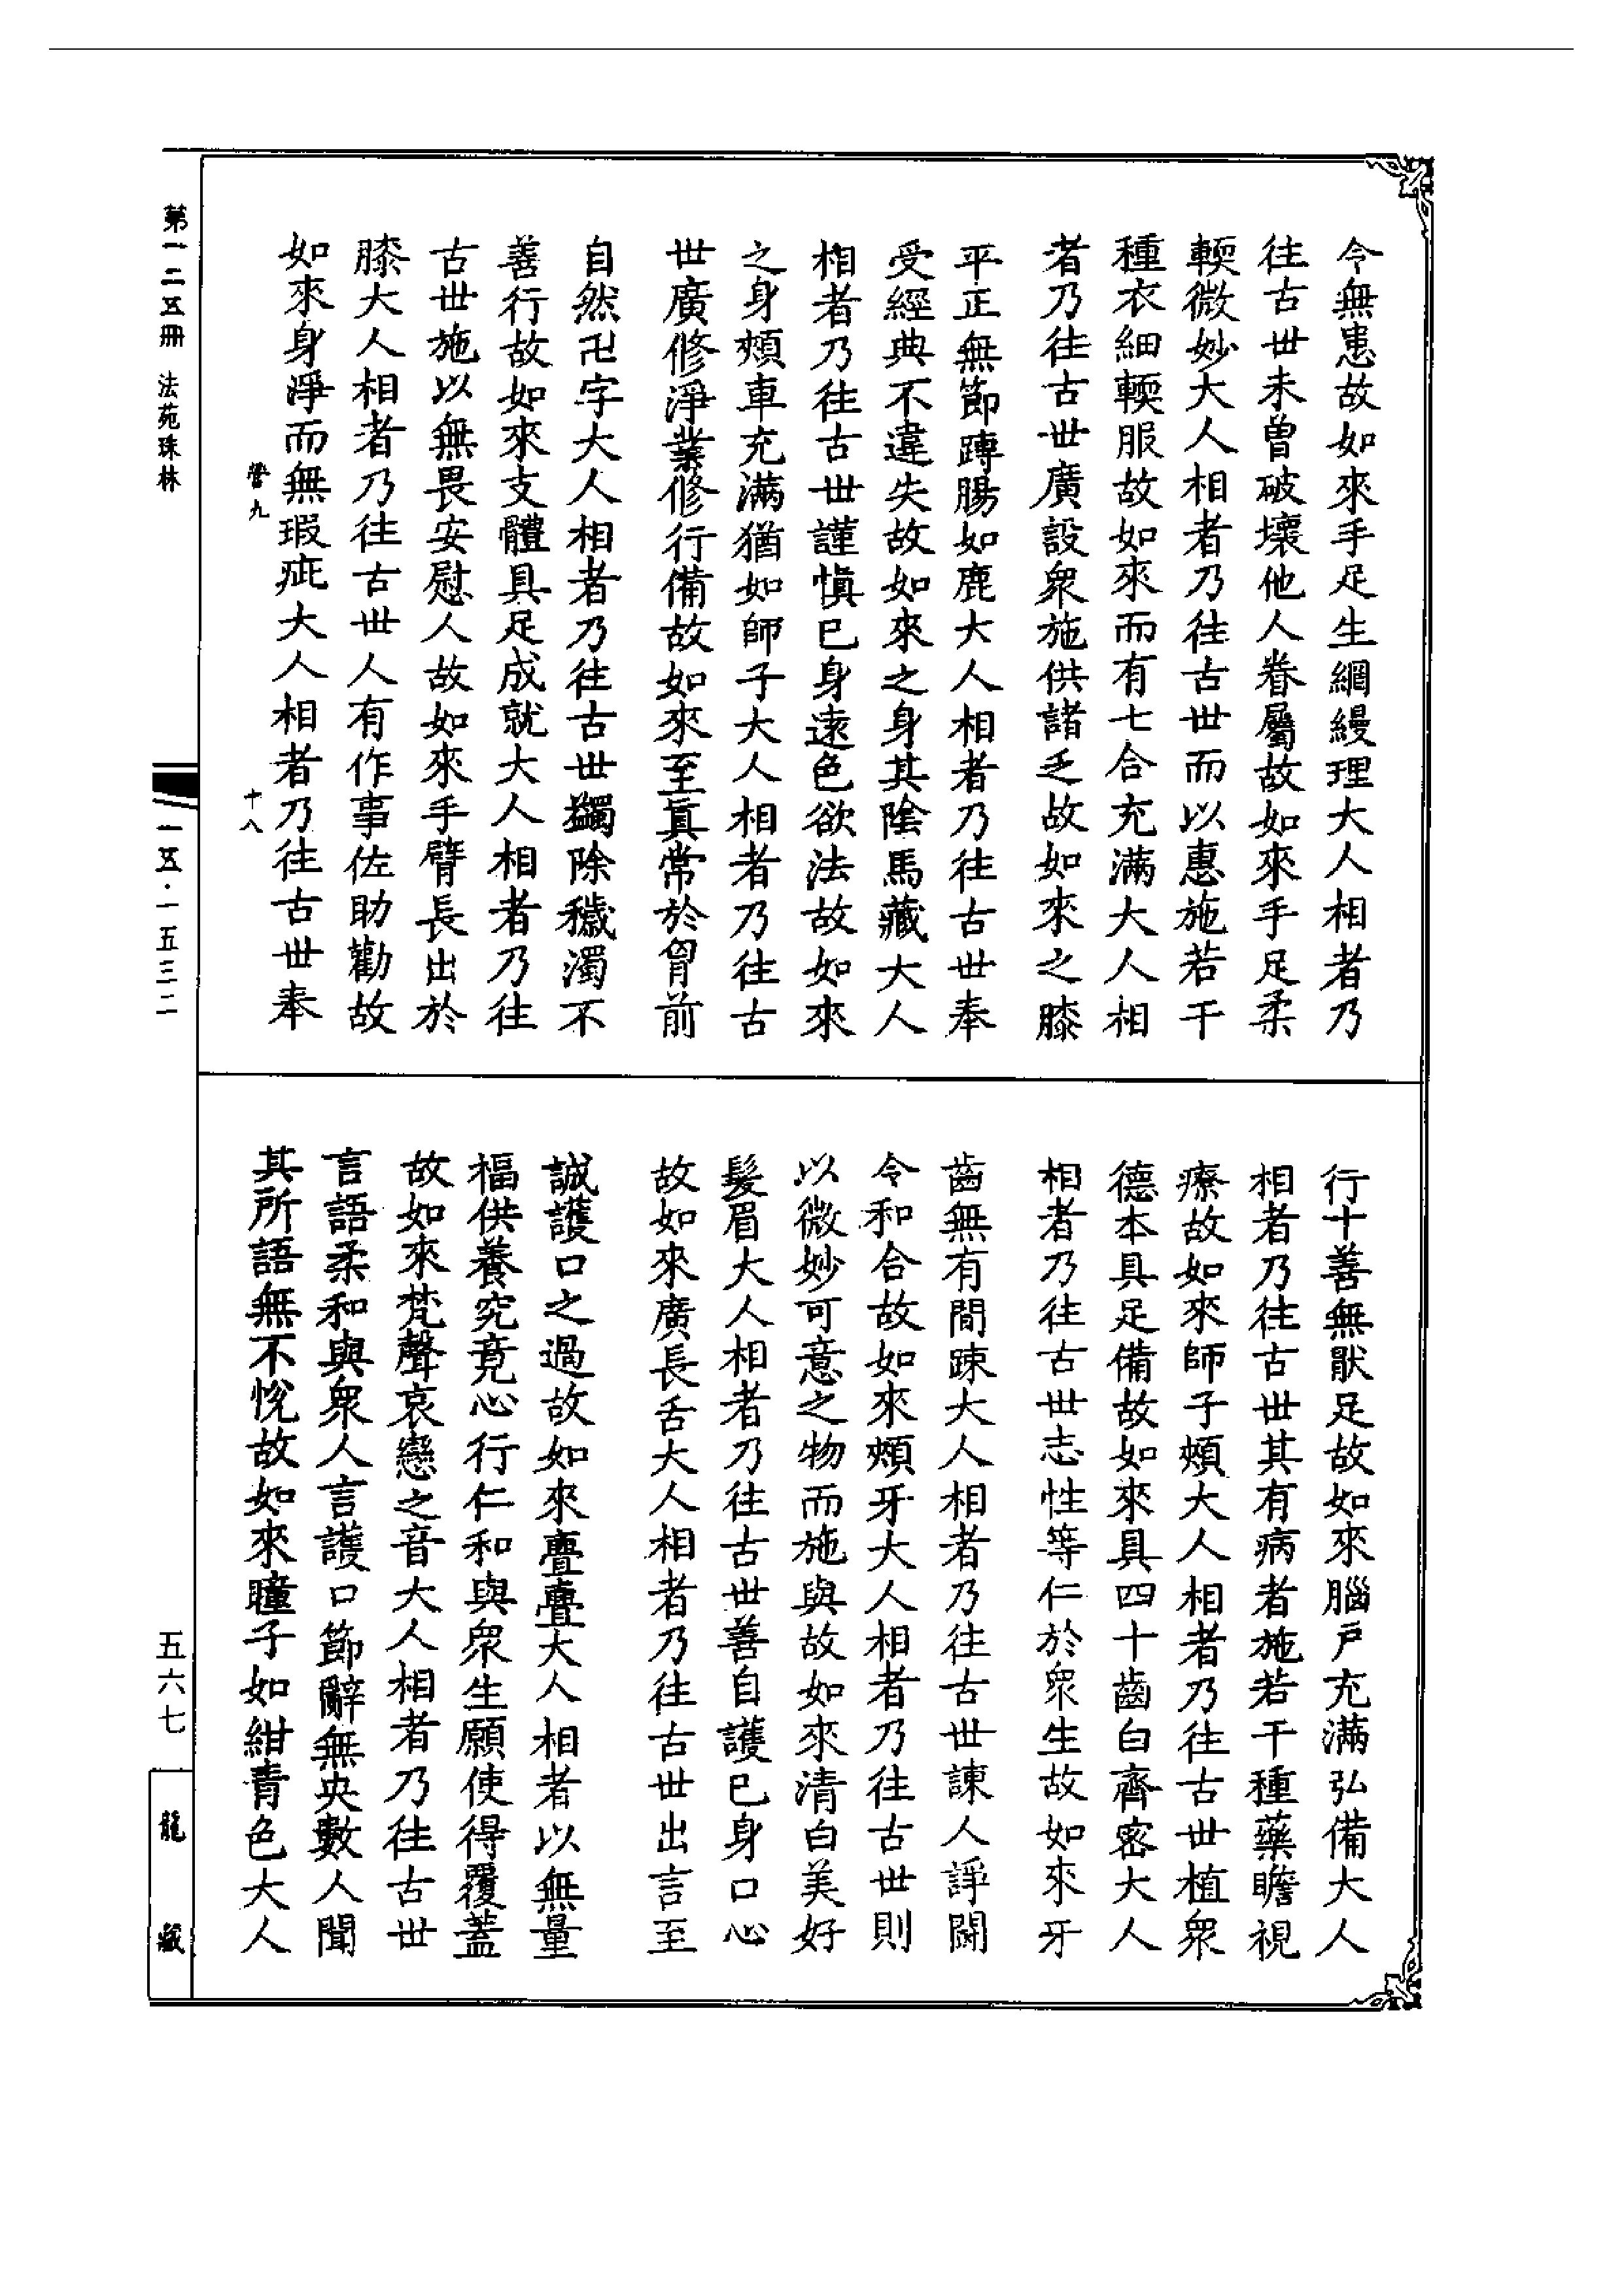 令無患故如來手足生網縵理大人相者乃
往古世未曾破壞他人眷屬故如來手足柔
輭微妙大人相者乃往古世而以惠施若干
種衣細輭服故如來而有七合充滿大人相
者乃往古世廣設衆施供諸乏故如來之膝
平正無節踹腸如鹿大人相者乃往古世奉
受經典不違失故如來之身其陰馬藏大人
相者乃往古世謹慎已身遠色欲法故如來
之身頰車充滿猶如師子大人相者乃往古
世廣修淨業修行備故如來至眞常於胷前
自然卍字大人相者乃往古世蠲除穢濁不
善行故如來支體具足成就大人相者乃往
古世施以無畏安慰人故如來手臂長出於
膝大人相者乃往古世人有作事佐助勸故
如來身淨而無瑕疵大人相者乃往古世奉
行十善無猒足故如來腦戸充滿弘備大人
相者乃往古世其有病者施若干種藥瞻視
療故如來師子頰大人相者乃往古世植衆
德本具足備故如來具四十齒白齊密大人
相者乃往古世志性等仁於衆生故如來牙
齒無有間踈大人相者乃往古世諫人諍鬪
令和合故如來頰牙大人相者乃往古世則
以微妙可意之物而施與故如來清白美好
髮眉大人相者乃往古世善自護已身口心
故如來廣長舌大人相者乃往古世出言至
誠護口之過故如來亹亹大人相者以無量
福供養究竟心行仁和與衆生願使得覆蓋
故如來梵聲哀戀之音大人相者乃往古世
言語柔和與衆人言護口節辭無央數人聞
其所語無不悅故如來瞳子如紺青色大人
營九
十八
第一二五冊 法苑珠林
一五·一五三二
五六七
龍藏